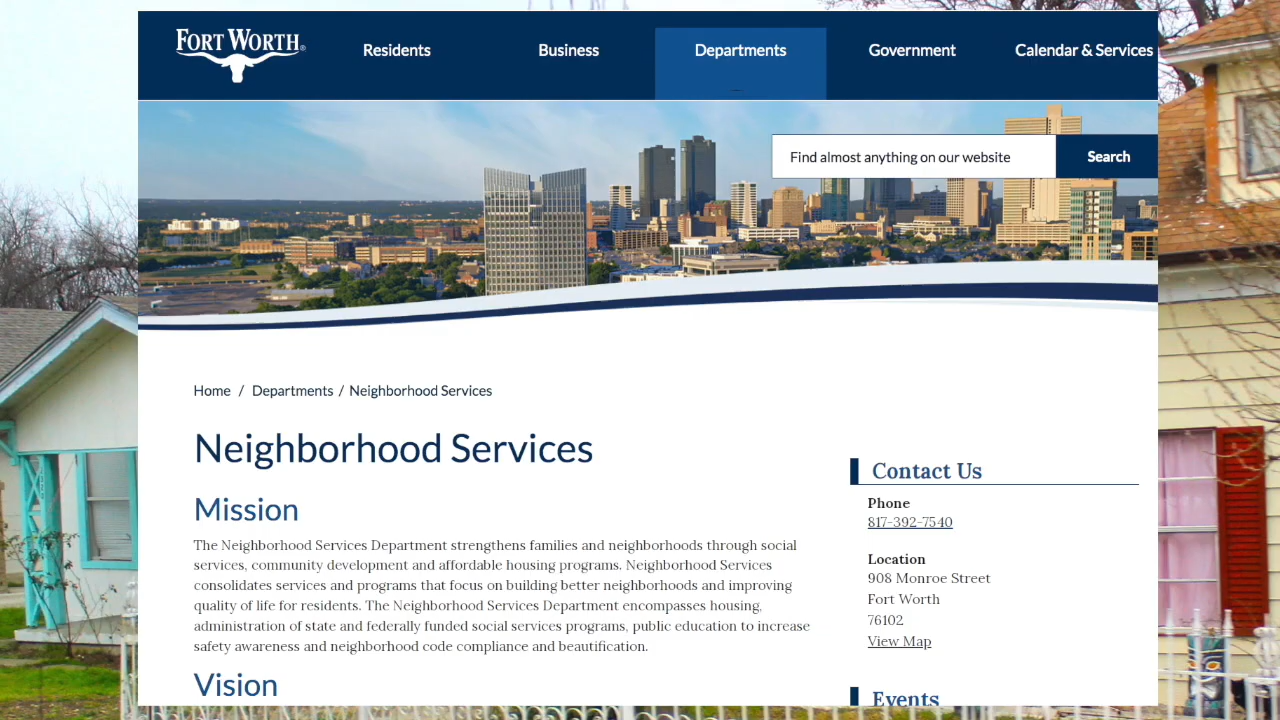 FORT WORTH®
Residents
Business
Departments
Government
Calendar & Services
Find almost anything on our website
Search
Home / Departments / Neighborhood Services
Neighborhood Services
Mission
The Neighborhood Services Department strengthens families and neighborhoods through social
services, community development and affordable housing programs. Neighborhood Services
consolidates services and programs that focus on building better neighborhoods and improving
quality of life for residents. The Neighborhood Services Department encompasses housing,
administration of state and federally funded social services programs, public education to increase
safety awareness and neighborhood code compliance and beautification.
Vision
Contact Us
Phone
817-392-7540
Location
908 Monroe Street
Fort Worth
76102
View Map
Events